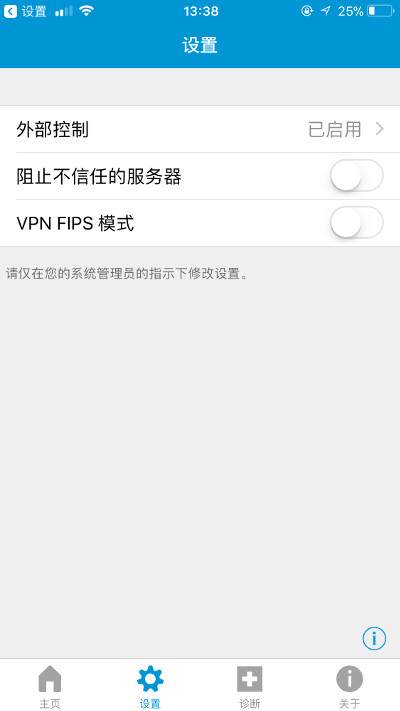 设置
13:38
25%
设置
外部控制
已启用
阻止不信任的服务器
VPN FIPS 模式
请仅在您的系统管理员的指示下修改设置。
主页
设置
诊断
关于